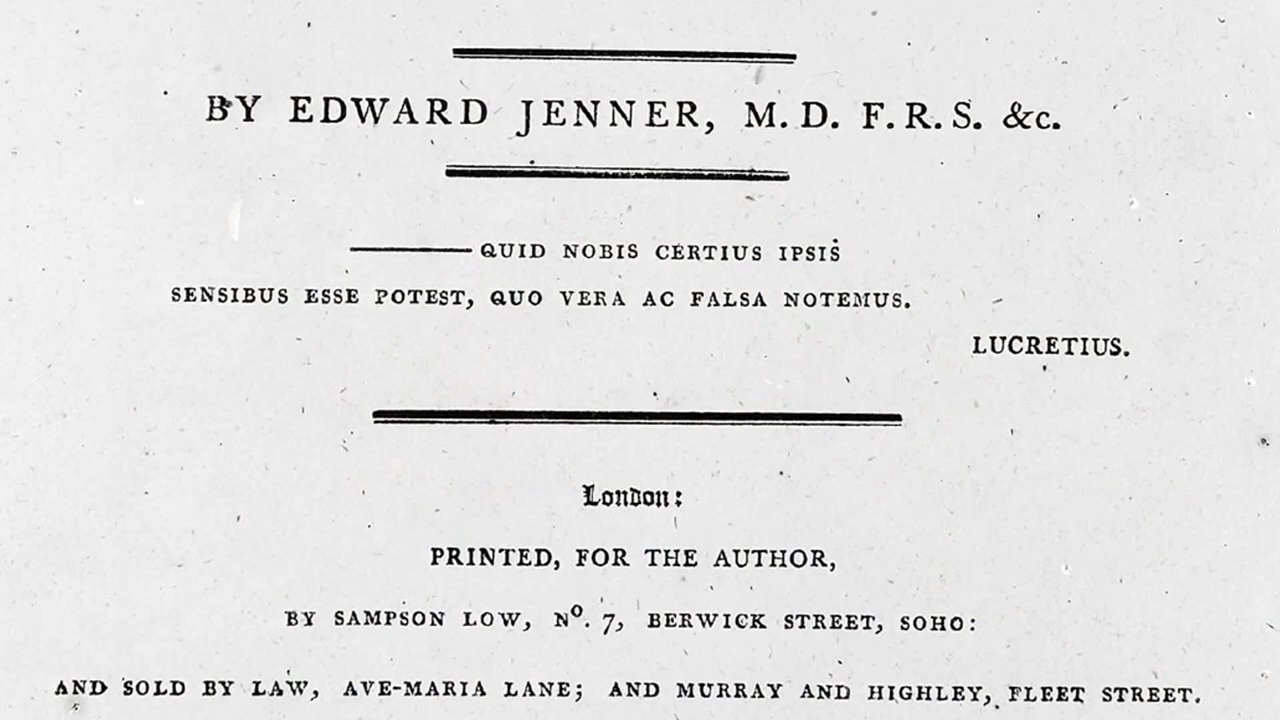 BY EDWARD JENNER, M. D. F. R. S. &c.
——— QUID NOBIS CERTIUS IPSIS
SENSIBUS ESSE POTEST, QUO VERA AC FALSA NOTEMUS.
LUCRETIUS.
London:
PRINTED, FOR THE AUTHOR,
BY SAMPSON LOW, Nº. 7, BERWICK STREET, SOHO:
AND SOLD BY LAW, AVE-MARIA LANE; AND MURRAY AND HIGHLEY, FLEET STREET.